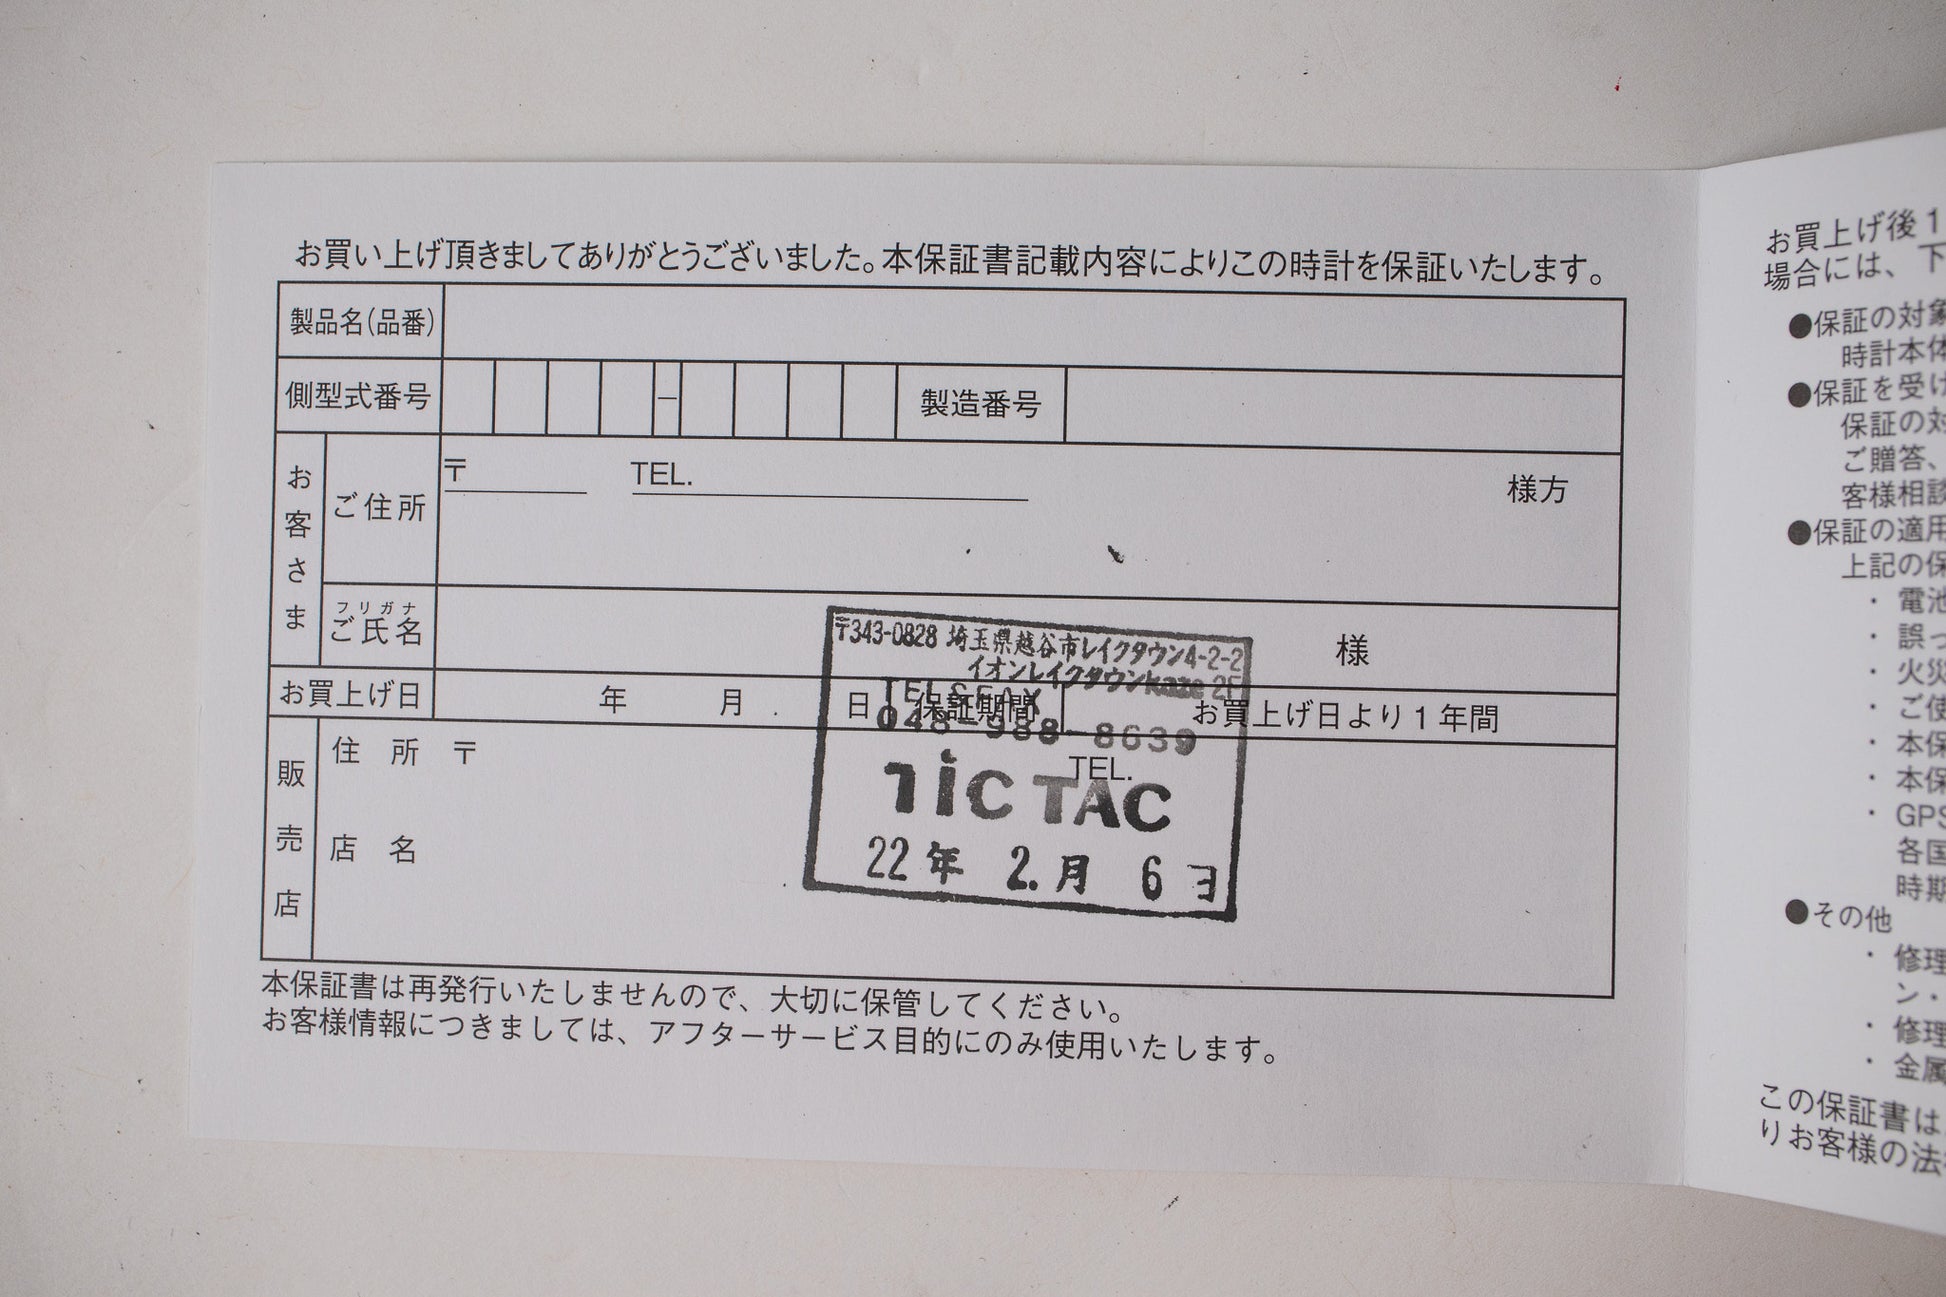 お買い上げ頂きましてありがとうございました。本保証書記載内容によりこの時計を保証いたします。
製品名(品番)
側型式番号 － 製造番号
お客さま
ご住所 〒 TEL. 様方
フリガナ
ご氏名 様
お買上げ日 年 月 日 保証期間 お買上げ日より1年間
販売店
住所 〒 TEL.
店名
〒343-0828 埼玉県越谷市レイクタウン4-2-2
イオンレイクタウンkaze 2F
TEL&FAX
048-988-8639
TiC TAC
22年 2.月 6日
本保証書は再発行いたしませんので、大切に保管してください。
お客様情報につきましては、アフターサービス目的にのみ使用いたします。
お買上げ後1
場合には、下
●保証の対象
時計本体
●保証を受け
保証の対
ご贈答、
客様相談
●保証の適用
上記の保
・電池
・誤っ
・火災
・ご使
・本保
・本保
・GPS
各国
時期
●その他
・修理
ン・
・修理
・金属
この保証書は
りお客様の法